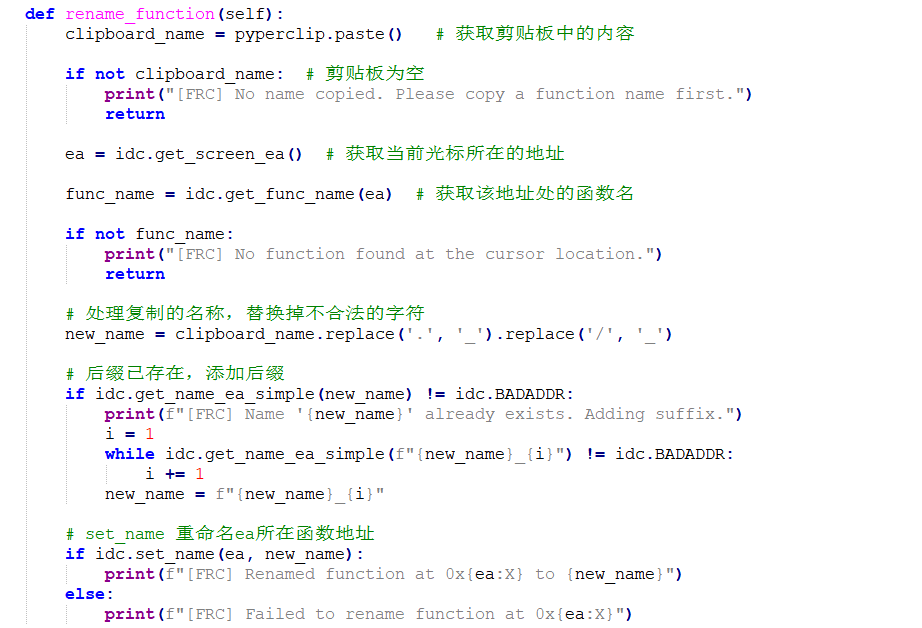 def rename_function(self):
    clipboard_name = pyperclip.paste()   # 获取剪贴板中的内容
    if not clipboard_name:  # 剪贴板为空
        print("[FRC] No name copied. Please copy a function name first.")
        return
    ea = idc.get_screen_ea()  # 获取当前光标所在的地址
    func_name = idc.get_func_name(ea)  # 获取该地址处的函数名
    if not func_name:
        print("[FRC] No function found at the cursor location.")
        return
    # 处理复制的名称，替换掉不合法的字符
    new_name = clipboard_name.replace('.', '_').replace('/', '_')
    # 后缀已存在，添加后缀
    if idc.get_name_ea_simple(new_name) != idc.BADADDR:
        print(f"[FRC] Name '{new_name}' already exists. Adding suffix.")
        i = 1
        while idc.get_name_ea_simple(f"{new_name}_{i}") != idc.BADADDR:
            i += 1
        new_name = f"{new_name}_{i}"
    # set_name 重命名ea所在函数地址
    if idc.set_name(ea, new_name):
        print(f"[FRC] Renamed function at 0x{ea:X} to {new_name}")
    else:
        print(f"[FRC] Failed to rename function at 0x{ea:X}")